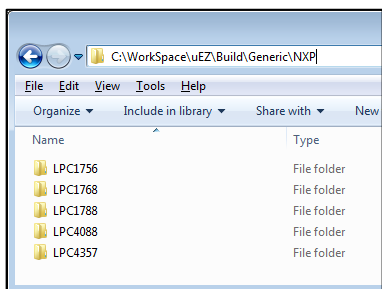 C:\WorkSpace\uEZ\Build\Generic\NXP
File Edit View Tools Help
Organize Include in library Share with New
Name Type
LPC1756 File folder
LPC1768 File folder
LPC1788 File folder
LPC4088 File folder
LPC4357 File folder